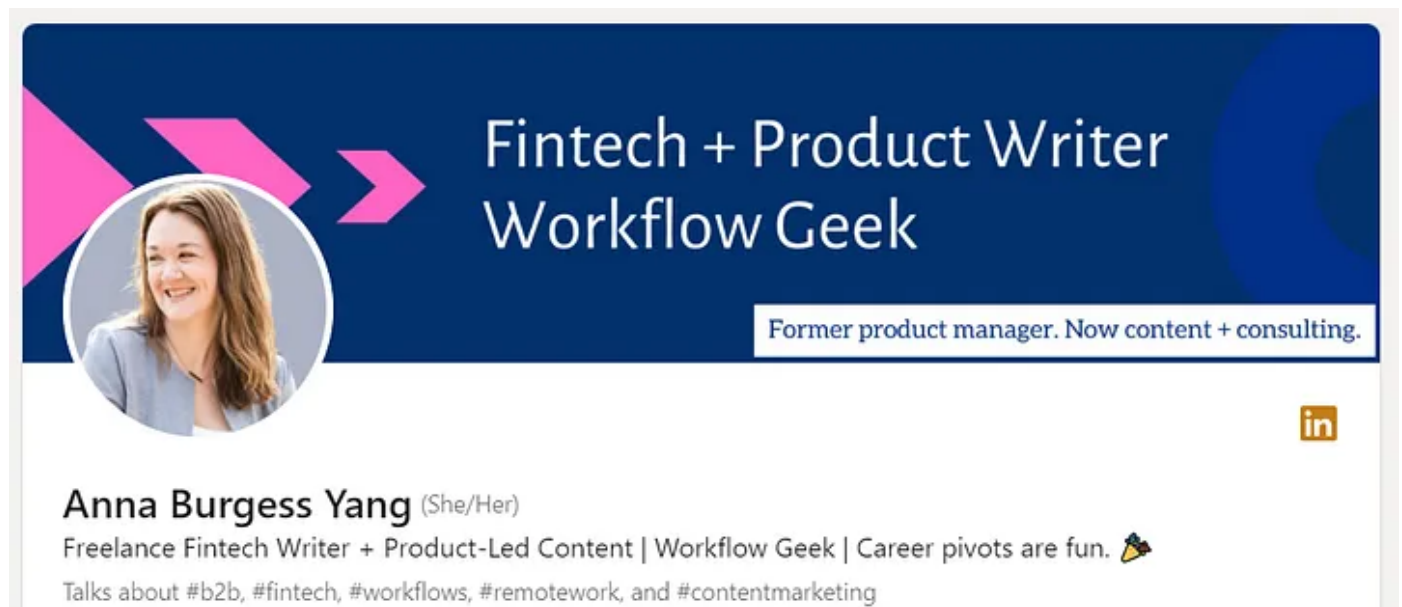 Fintech + Product Writer
Workflow Geek
Former product manager. Now content + consulting.
in
Anna Burgess Yang (She/Her)
Freelance Fintech Writer + Product-Led Content | Workflow Geek | Career pivots are fun. 🎉
Talks about #b2b, #fintech, #workflows, #remotework, and #contentmarketing